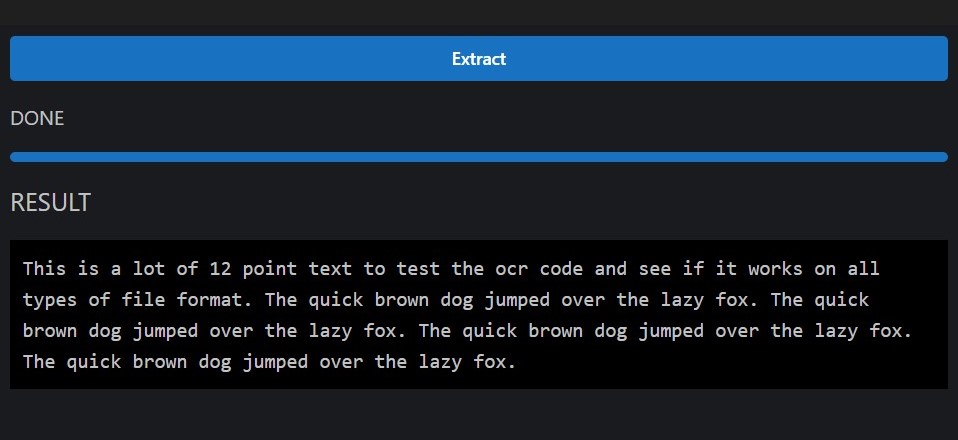 Extract
DONE
RESULT
This is a lot of 12 point text to test the ocr code and see if it works on all
types of file format. The quick brown dog jumped over the lazy fox. The quick
brown dog jumped over the lazy fox. The quick brown dog jumped over the lazy fox.
The quick brown dog jumped over the lazy fox.